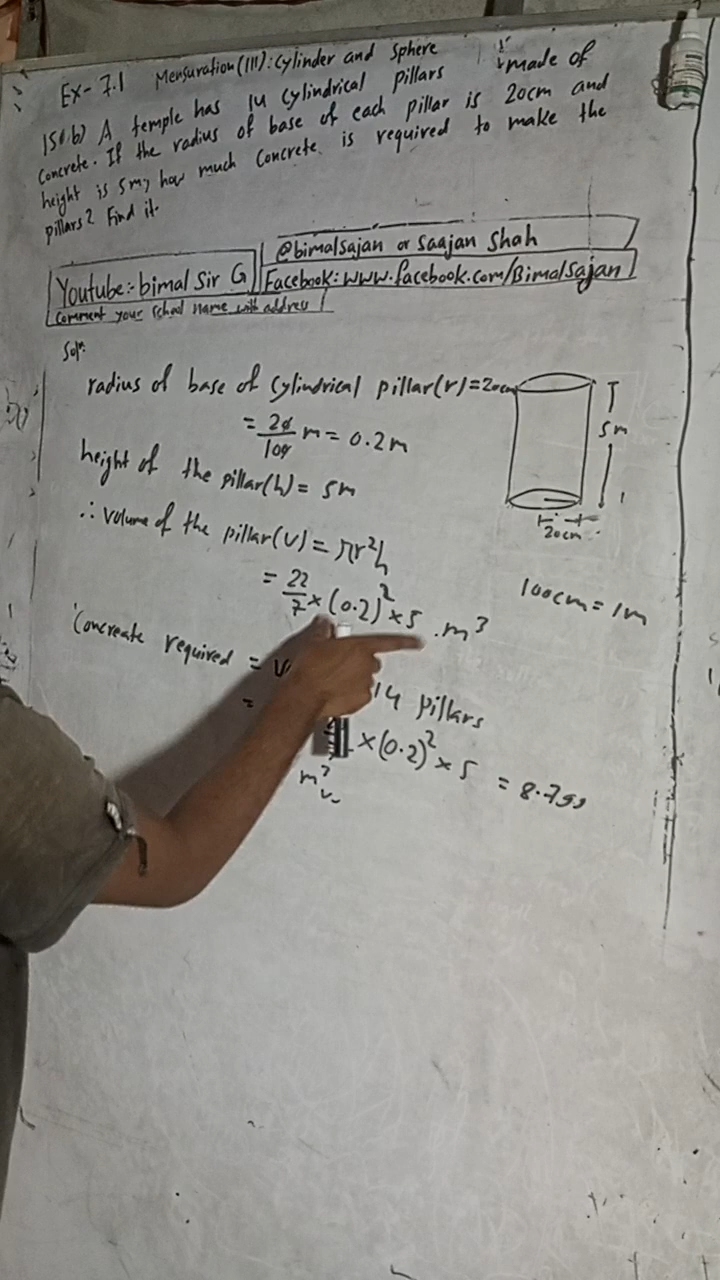 Ex- 7.1 Mensuration(III): Cylinder and sphere
15(b) A temple has 14 cylindrical pillars made of
concrete. If the radius of base of each pillar is 20cm and
height is 5m, how much concrete is required to make the
pillars? Find it.
@bimalsajan or Saajan Shah
Youtube:- bimal Sir G
Facebook: www.facebook.com/Bimalsajan
Comment your school name with address
Solⁿ:
radius of base of cylindrical pillar(r) = 20cm
= 20/100 m = 0.2m
height of the pillar(h) = 5m
5m
20cm
∴ volume of the pillar(v) = πr²h
= 22/7 × (0.2)² × 5 m³
100cm = 1m
Concreate required =
14 pillars
=
× (0.2)² × 5 = 8.7
m³